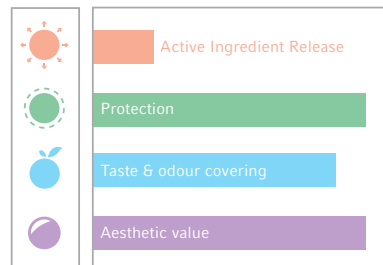 Active Ingredient Release
Protection
Taste & odour covering
Aesthetic value